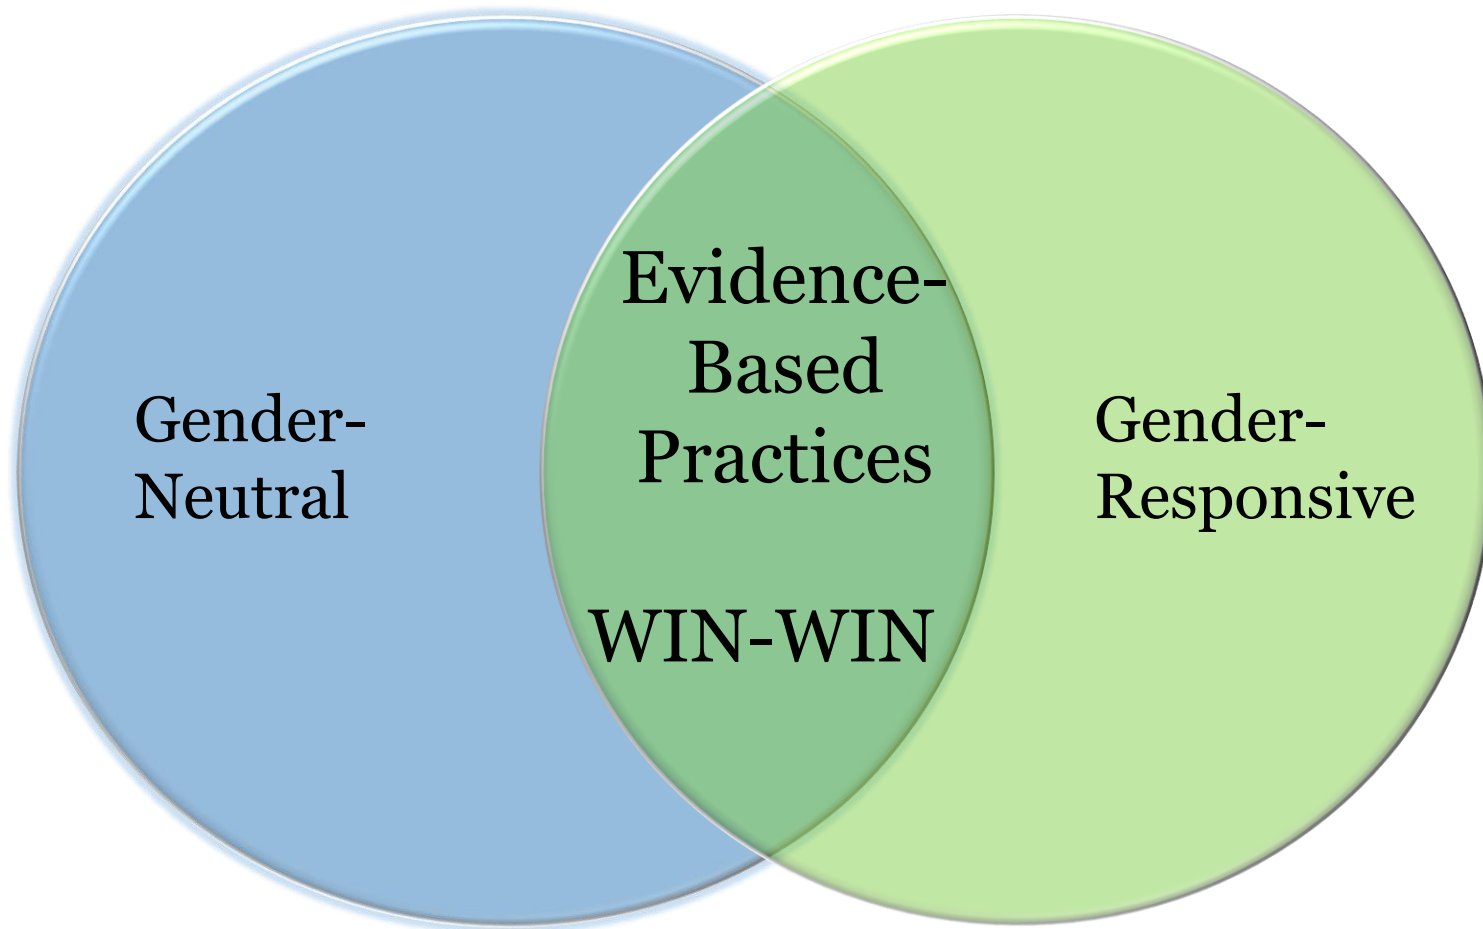 Gender-
Neutral
Evidence-
Based
Practices
WIN-WIN
Gender-
Responsive